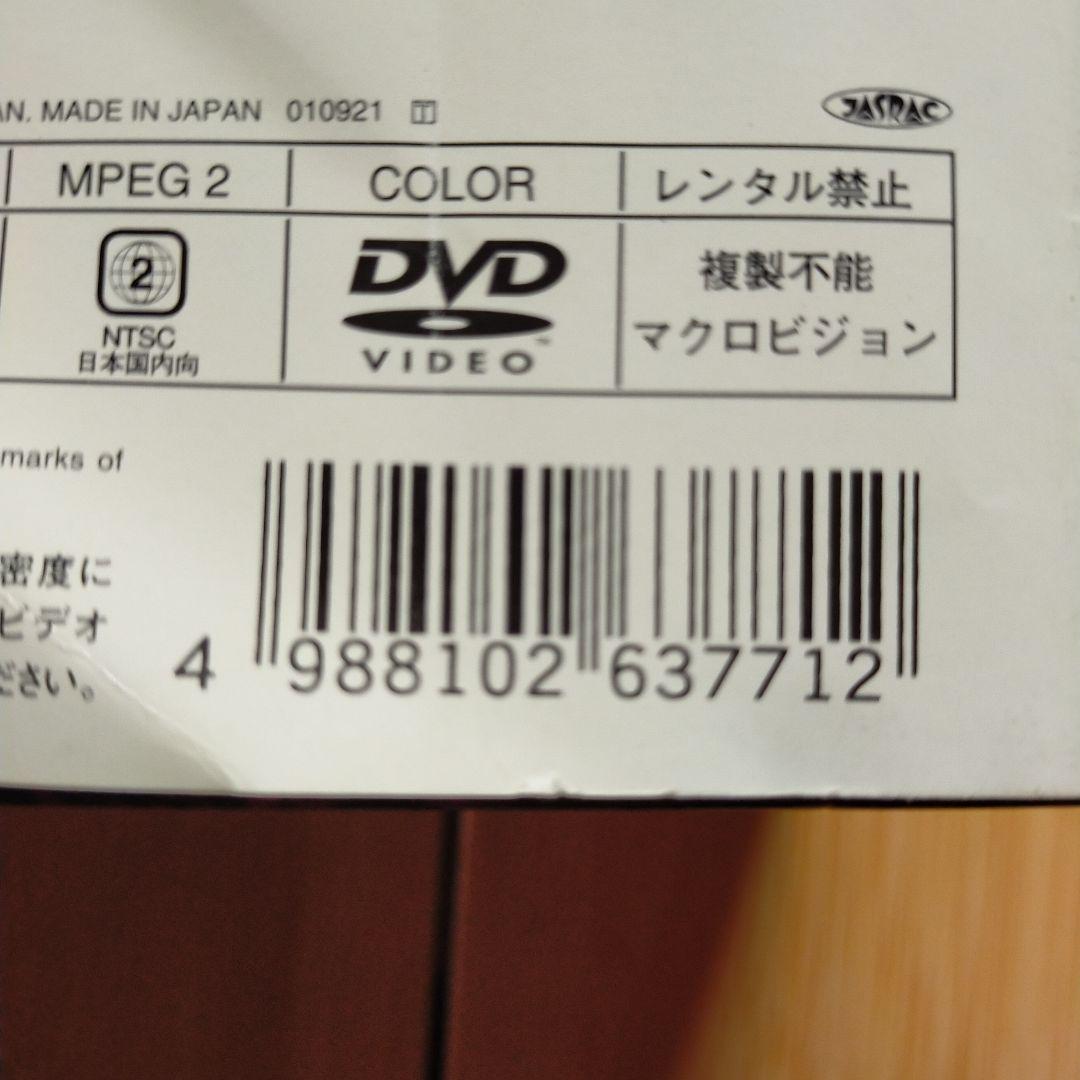 AN. MADE IN JAPAN 010921 Y
JASRAC
MPEG 2
COLOR
レンタル禁止
2
NTSC
日本国内向
DVD
VIDEO™
複製不能
マクロビジョン
marks of
密度に
ビデオ
ださい。
4 988102 637712